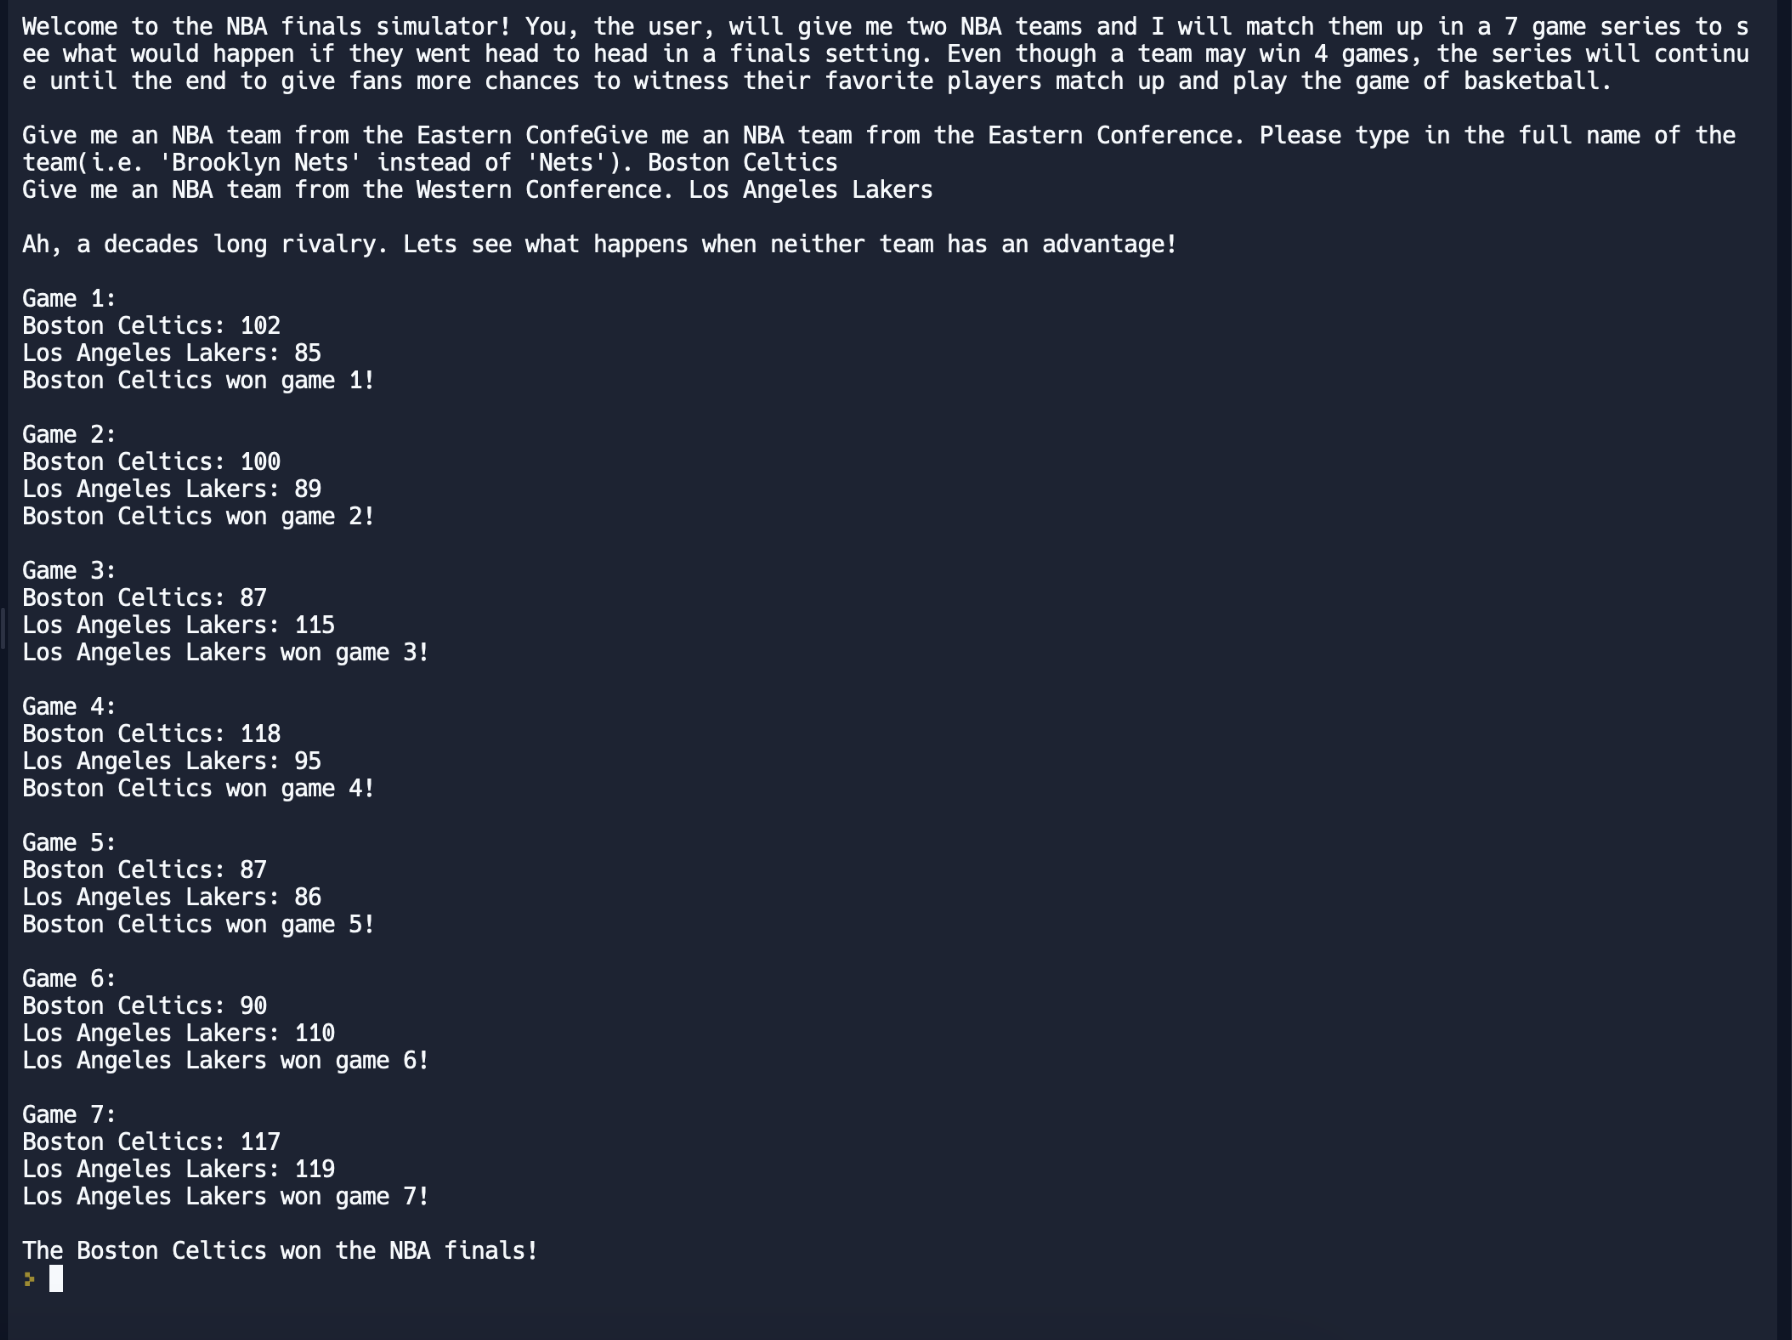 Welcome to the NBA finals simulator! You, the user, will give me two NBA teams and I will match them up in a 7 game series to s
ee what would happen if they went head to head in a finals setting. Even though a team may win 4 games, the series will continu
e until the end to give fans more chances to witness their favorite players match up and play the game of basketball.
Give me an NBA team from the Eastern ConfeGive me an NBA team from the Eastern Conference. Please type in the full name of the
team(i.e. 'Brooklyn Nets' instead of 'Nets'). Boston Celtics
Give me an NBA team from the Western Conference. Los Angeles Lakers
Ah, a decades long rivalry. Lets see what happens when neither team has an advantage!
Game 1:
Boston Celtics: 102
Los Angeles Lakers: 85
Boston Celtics won game 1!
Game 2:
Boston Celtics: 100
Los Angeles Lakers: 89
Boston Celtics won game 2!
Game 3:
Boston Celtics: 87
Los Angeles Lakers: 115
Los Angeles Lakers won game 3!
Game 4:
Boston Celtics: 118
Los Angeles Lakers: 95
Boston Celtics won game 4!
Game 5:
Boston Celtics: 87
Los Angeles Lakers: 86
Boston Celtics won game 5!
Game 6:
Boston Celtics: 90
Los Angeles Lakers: 110
Los Angeles Lakers won game 6!
Game 7:
Boston Celtics: 117
Los Angeles Lakers: 119
Los Angeles Lakers won game 7!
The Boston Celtics won the NBA finals!